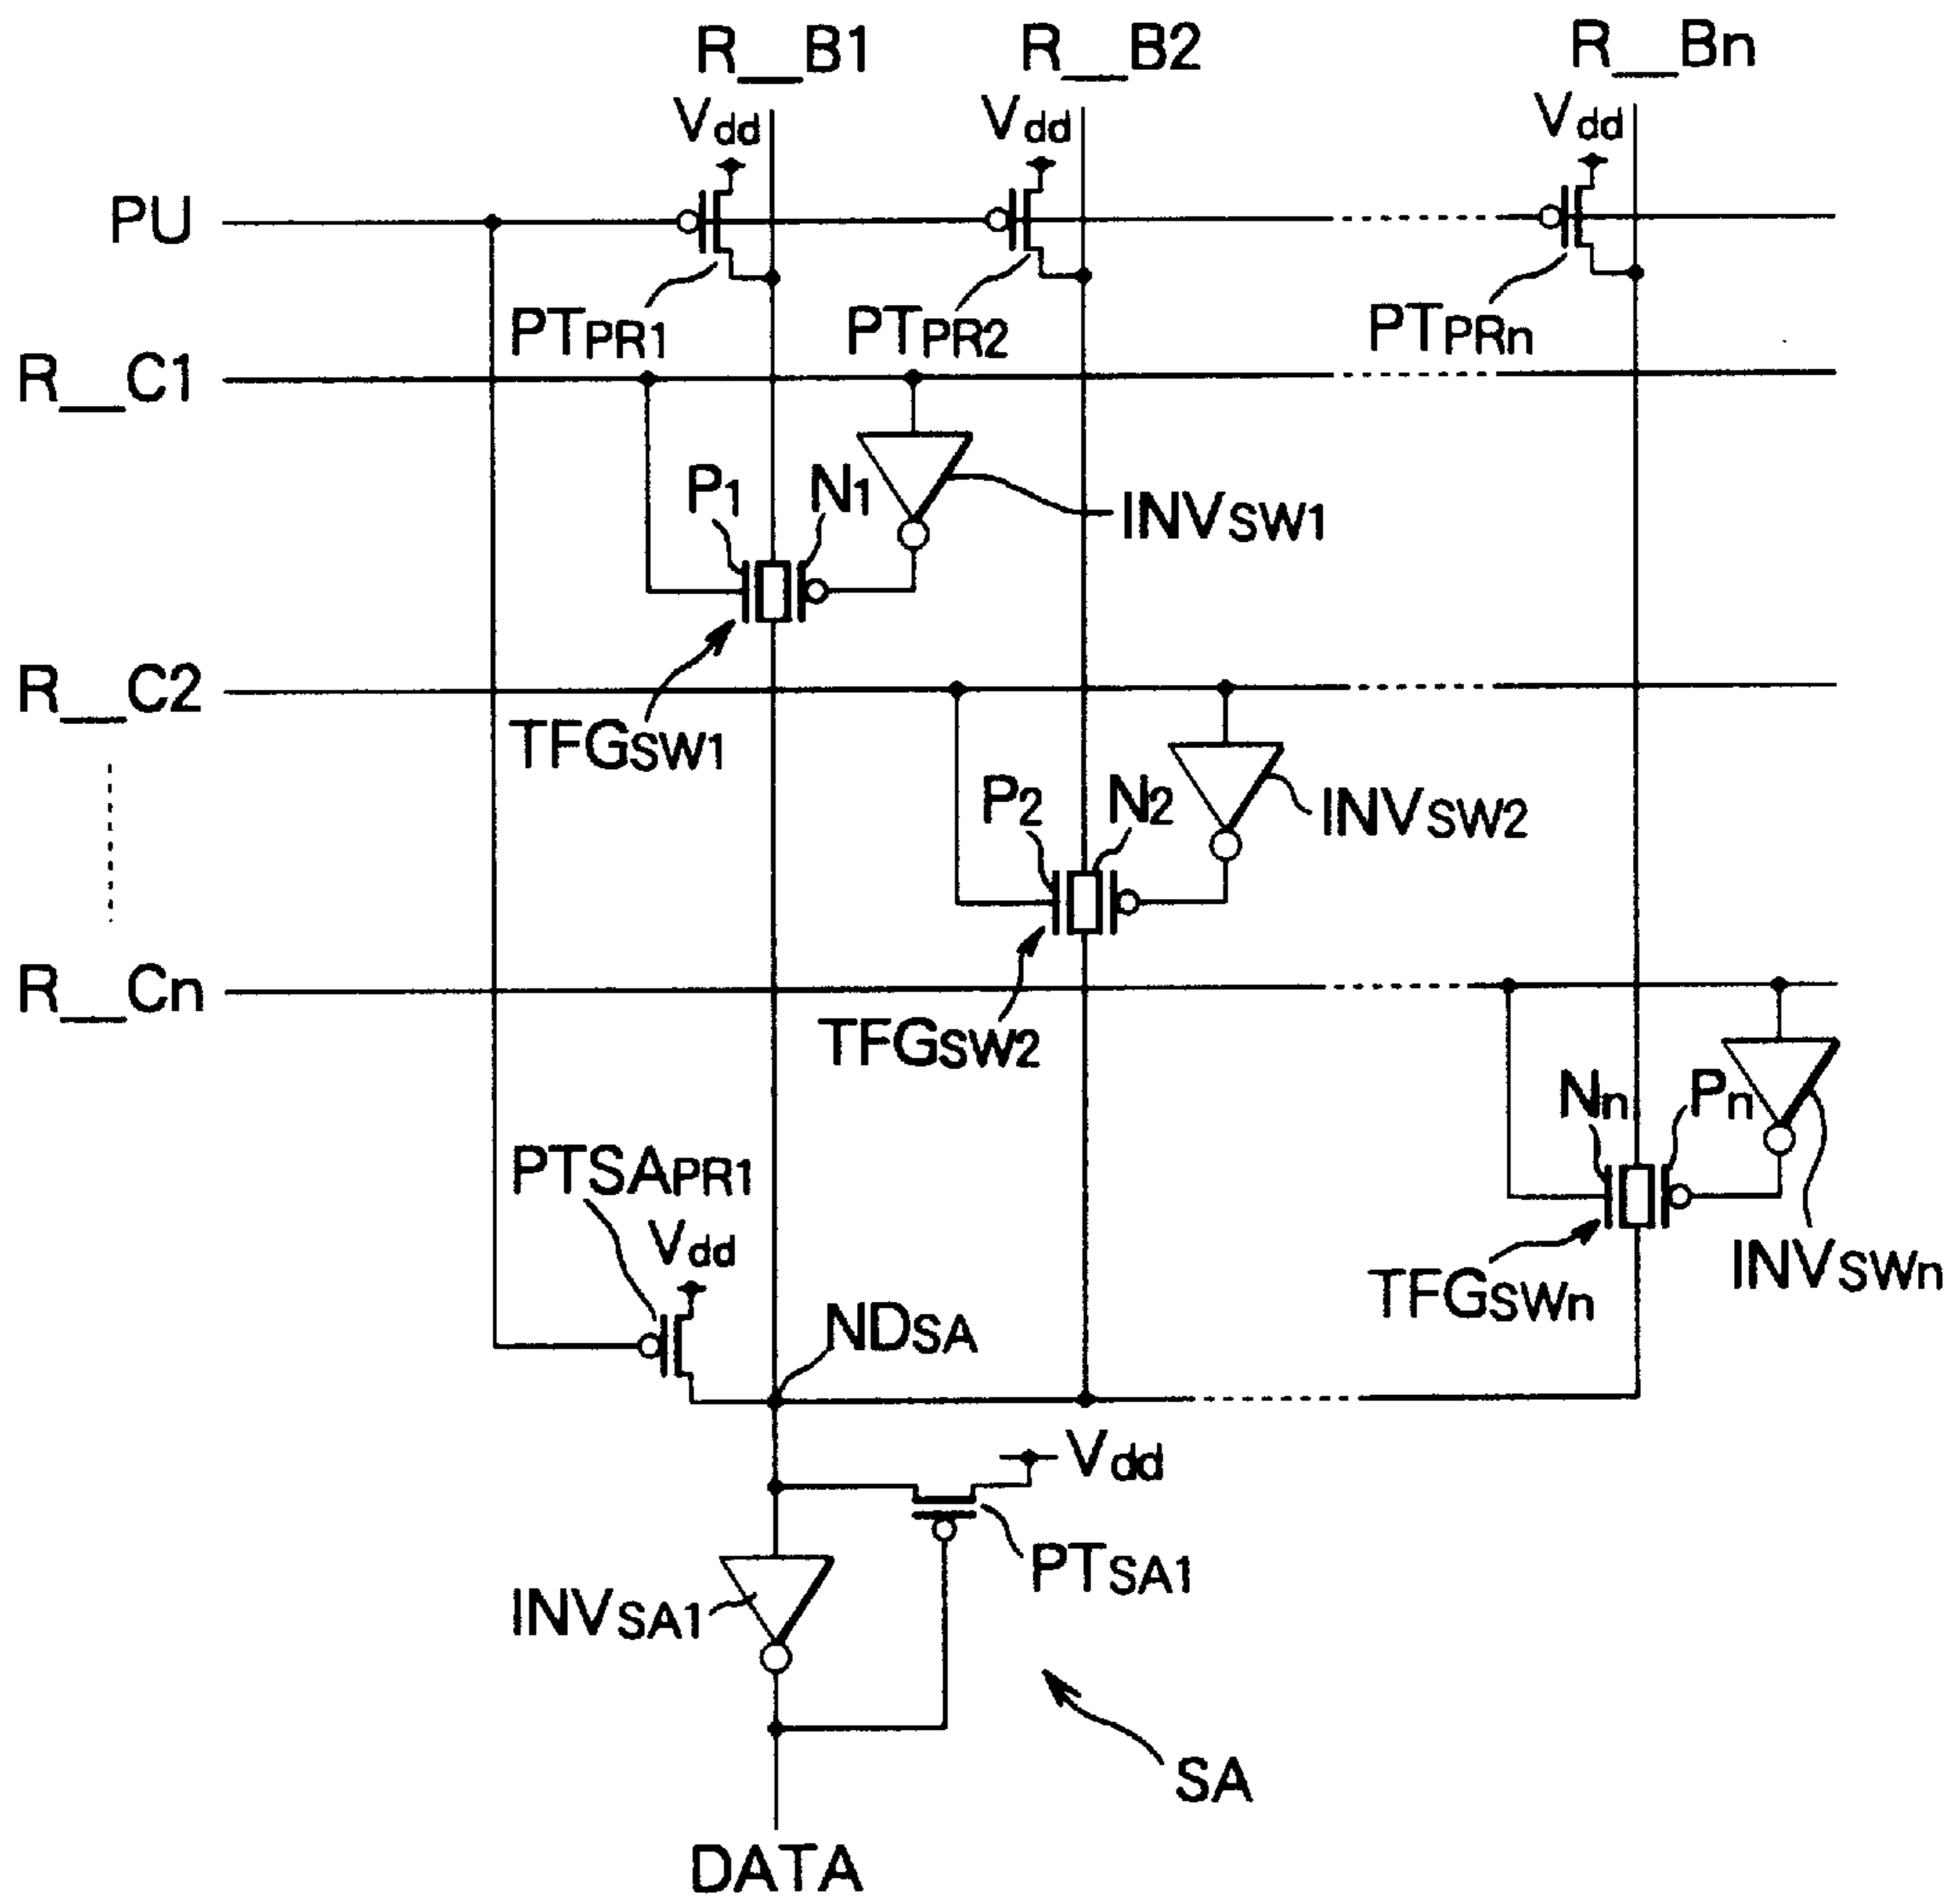 R__B1 R__B2 R__Bn
Vdd Vdd Vdd
PU
PTPR1 PTPR2 PTPRn
R__C1
P1 N1 INVSW1
R__C2
TFGSW1
P2 N2 INVSW2
R__Cn
TFGSW2
Nn Pn
PTSAPR1
Vdd
INVSWn
TFGSWn
NDSA
Vdd
PTSA1
INVSA1
SA
DATA